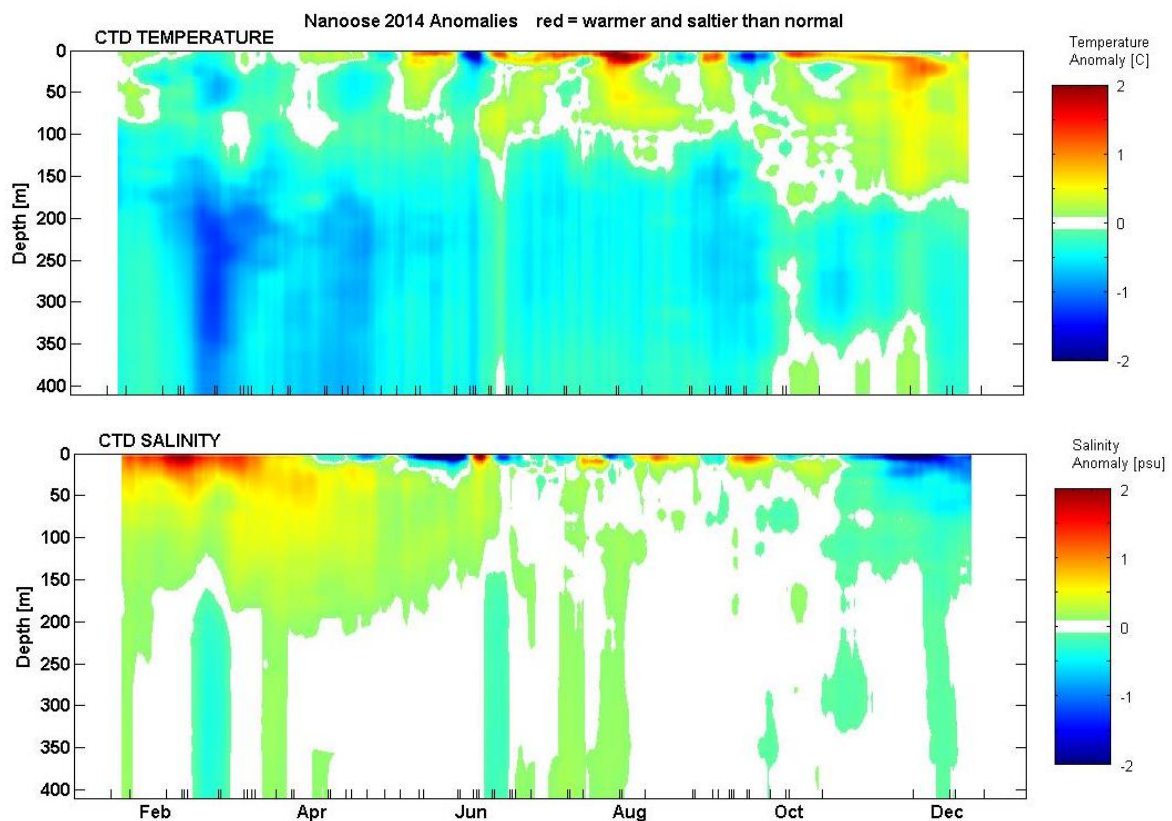 Nanoose 2014 Anomalies red = warmer and saltier than normal
CTD TEMPERATURE
0
50
100
150
200
250
300
350
400
Depth [m]
Temperature
Anomaly [C]
2
1
0
-1
-2
CTD SALINITY
0
50
100
150
200
250
300
350
400
Depth [m]
Feb Apr Jun Aug Oct Dec
Salinity
Anomaly [psu]
2
1
0
-1
-2